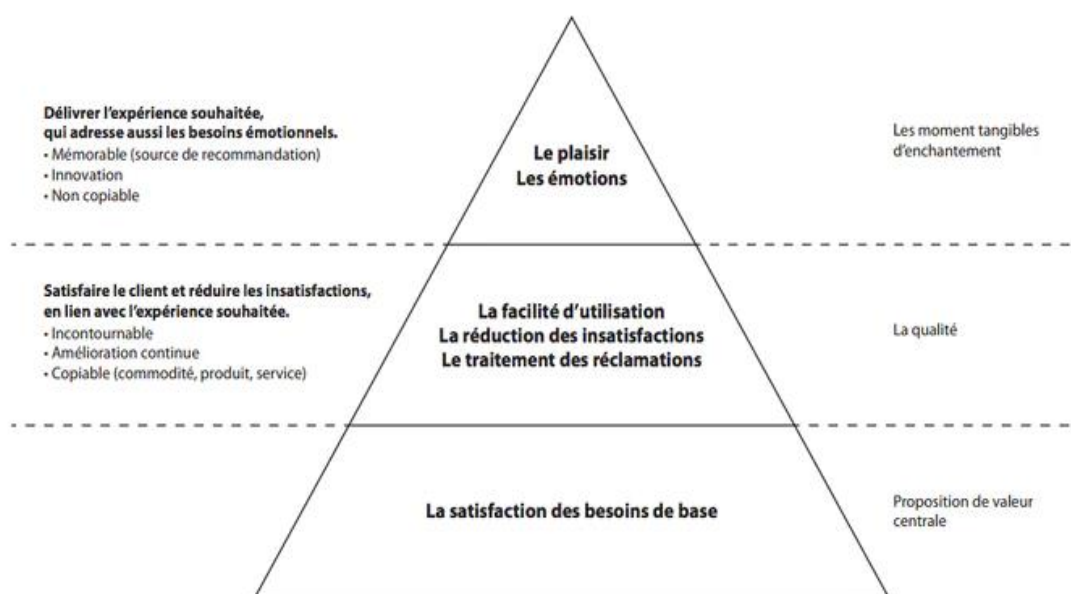 Délivrer l'expérience souhaitée,
qui adresse aussi les besoins émotionnels.
• Mémorable (source de recommandation)
• Innovation
• Non copiable
Le plaisir
Les émotions
Les moment tangibles
d'enchantement
Satisfaire le client et réduire les insatisfactions,
en lien avec l'expérience souhaitée.
• Incontournable
• Amélioration continue
• Copiable (commodité, produit, service)
La facilité d'utilisation
La réduction des insatisfactions
Le traitement des réclamations
La qualité
La satisfaction des besoins de base
Proposition de valeur
centrale